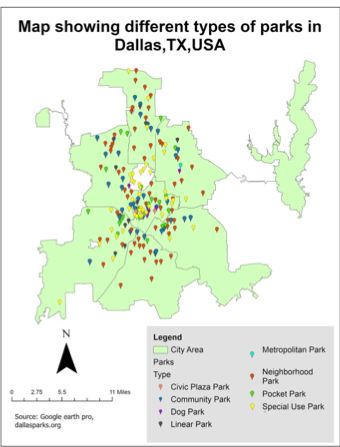 Map showing different types of parks in
Dallas,TX,USA
N
0 2.75 5.5 11 Miles
Source: Google earth pro,
dallasparks.org
Legend
City Area
Parks
Type
Civic Plaza Park
Community Park
Dog Park
Linear Park
Metropolitan Park
Neighborhood
Park
Pocket Park
Special Use Park